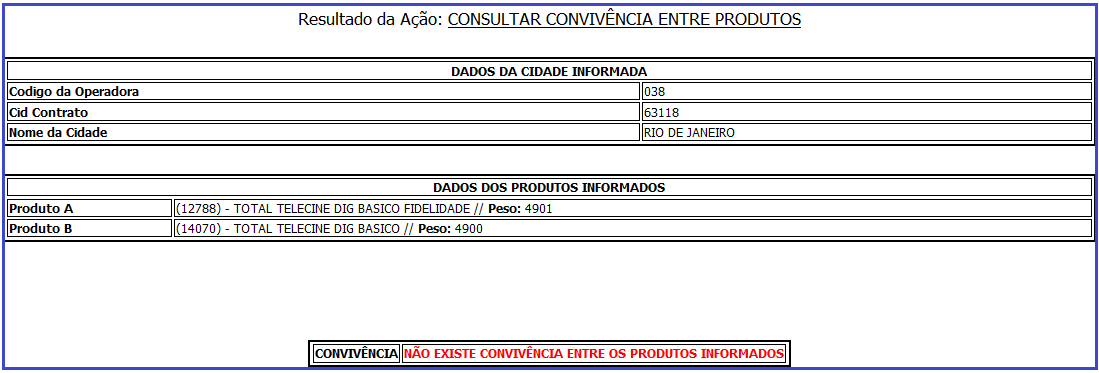 Resultado da Ação: CONSULTAR CONVIVÊNCIA ENTRE PRODUTOS
DADOS DA CIDADE INFORMADA
Codigo da Operadora 038
Cid Contrato 63118
Nome da Cidade RIO DE JANEIRO
DADOS DOS PRODUTOS INFORMADOS
Produto A (12788) - TOTAL TELECINE DIG BASICO FIDELIDADE // Peso: 4901
Produto B (14070) - TOTAL TELECINE DIG BASICO // Peso: 4900
CONVIVÊNCIA NÃO EXISTE CONVIVÊNCIA ENTRE OS PRODUTOS INFORMADOS